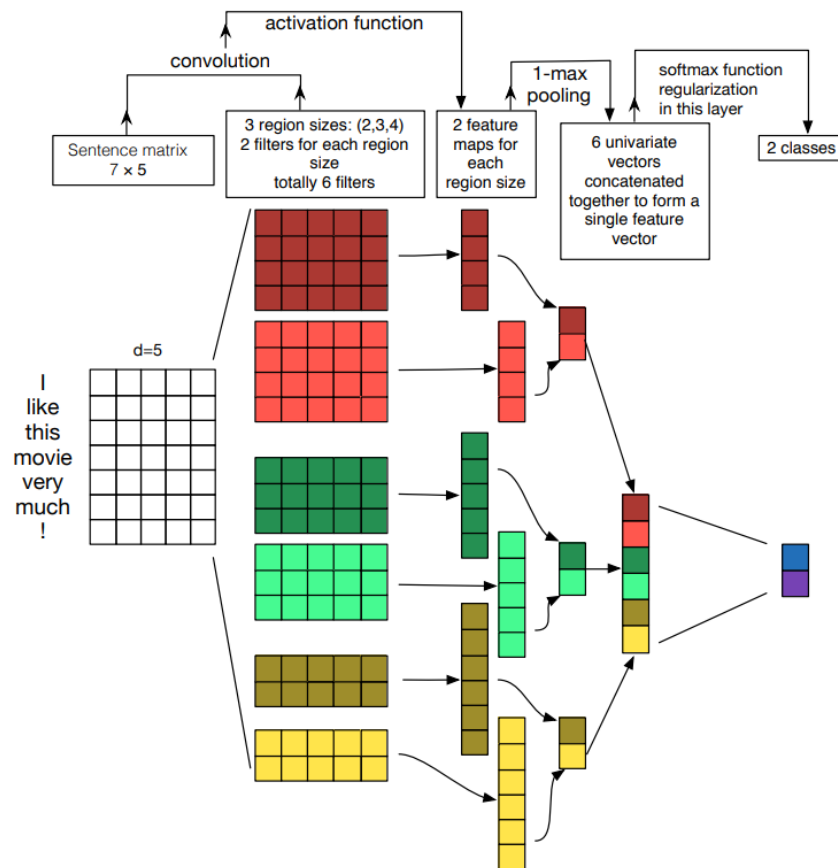 activation function
convolution
1-max
pooling
softmax function
regularization
in this layer
Sentence matrix
7 × 5
3 region sizes: (2,3,4)
2 filters for each region
size
totally 6 filters
2 feature
maps for
each
region size
6 univariate
vectors
concatenated
together to form a
single feature
vector
2 classes
d=5
I
like
this
movie
very
much
!